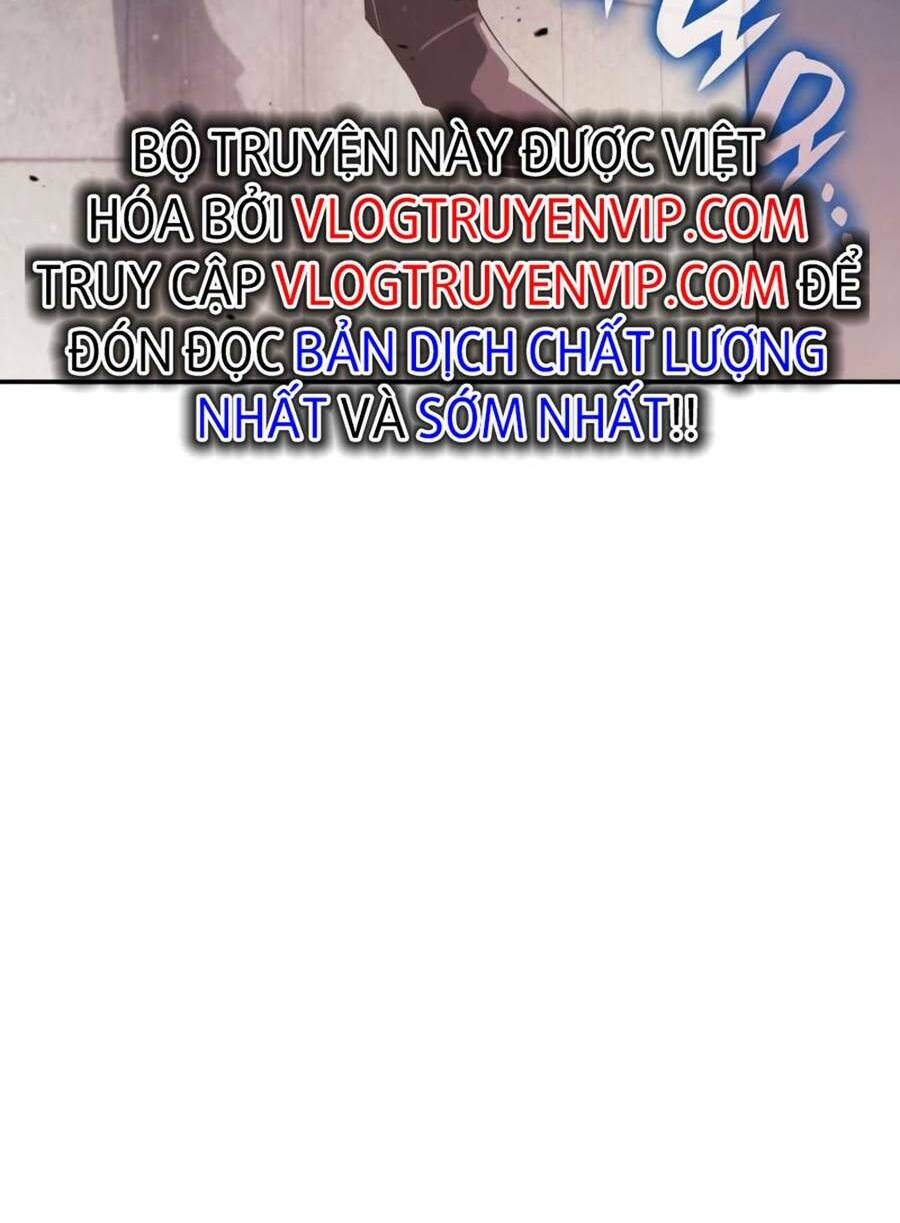 BỘ TRUYỆN NÀY ĐƯỢC VIỆT
HÓA BỞI VLOGTRUYENVIP.COM
TRUY CẬP VLOGTRUYENVIP.COM ĐỂ
ĐÓN ĐỌC BẢN DỊCH CHẤT LƯỢNG
NHẤT VÀ SỚM NHẤT!!